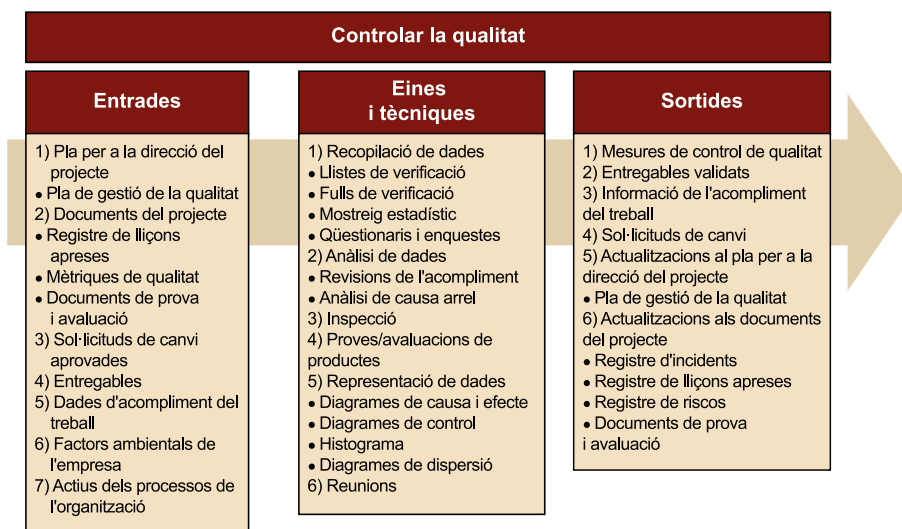 Controlar la qualitat
Entrades
1) Pla per a la direcció del
projecte
• Pla de gestió de la qualitat
2) Documents del projecte
• Registre de lliçons
apreses
• Mètriques de qualitat
• Documents de prova
i avaluació
3) Sol·licituds de canvi
aprovades
4) Entregables
5) Dades d'acompliment del
treball
6) Factors ambientals de
l'empresa
7) Actius dels processos de
l'organització
Eines
i tècniques
1) Recopilació de dades
• Llistes de verificació
• Fulls de verificació
• Mostreig estadístic
• Qüestionaris i enquestes
2) Anàlisi de dades
• Revisions de l'acompliment
• Anàlisi de causa arrel
3) Inspecció
4) Proves/avaluacions de
productes
5) Representació de dades
• Diagrames de causa i efecte
• Diagrames de control
• Histograma
• Diagrames de dispersió
6) Reunions
Sortides
1) Mesures de control de qualitat
2) Entregables validats
3) Informació de l'acompliment
del treball
4) Sol·licituds de canvi
5) Actualitzacions al pla per a la
direcció del projecte
• Pla de gestió de la qualitat
6) Actualitzacions als documents
del projecte
• Registre d'incidents
• Registre de lliçons apreses
• Registre de riscos
• Documents de prova
i avaluació